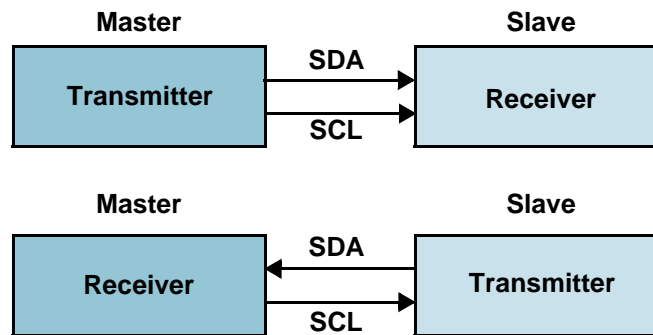 Master Slave
SDA
Transmitter Receiver
SCL
Master Slave
SDA
Receiver Transmitter
SCL